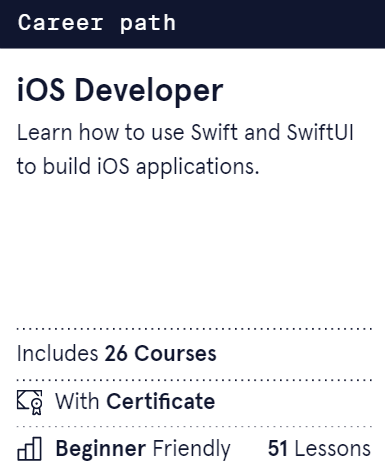 Career path
iOS Developer
Learn how to use Swift and SwiftUI
to build iOS applications.
Includes 26 Courses
With Certificate
Beginner Friendly 51 Lessons